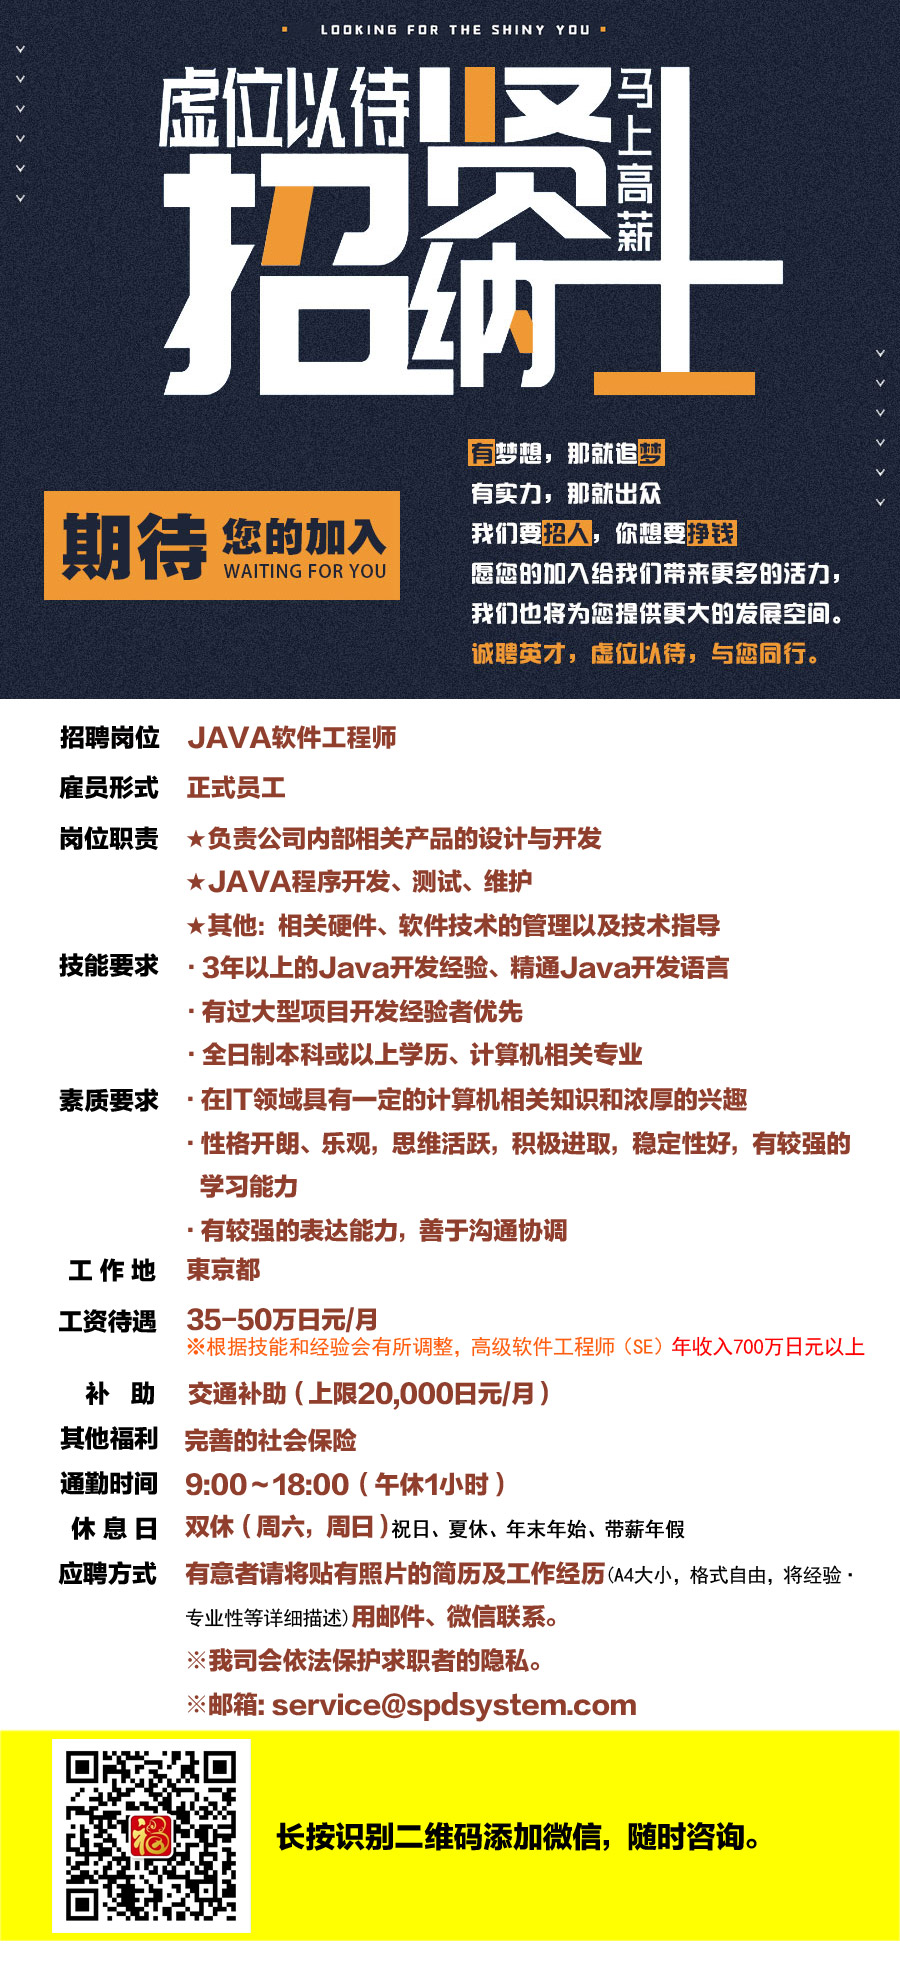 LOOKING FOR THE SHINY YOU
虚位以待
招贤纳士
马上高薪
有梦想，那就追梦
有实力，那就出众
我们要招人，你想要挣钱
愿您的加入给我们带来更多的活力，
我们也将为您提供更大的发展空间。
诚聘英才，虚位以待，与您同行。
期待 您的加入
WAITING FOR YOU
招聘岗位 JAVA软件工程师
雇员形式 正式员工
岗位职责 ★负责公司内部相关产品的设计与开发
★JAVA程序开发、测试、维护
★其他：相关硬件、软件技术的管理以及技术指导
技能要求 · 3年以上的Java开发经验、精通Java开发语言
· 有过大型项目开发经验者优先
· 全日制本科或以上学历、计算机相关专业
素质要求 · 在IT领域具有一定的计算机相关知识和浓厚的兴趣
· 性格开朗、乐观，思维活跃，积极进取，稳定性好，有较强的
学习能力
· 有较强的表达能力，善于沟通协调
工作地 東京都
工资待遇 35-50万日元/月
※根据技能和经验会有所调整，高级软件工程师（SE）年收入700万日元以上
补 助 交通补助（上限20,000日元/月）
其他福利 完善的社会保险
通勤时间 9:00~18:00（午休1小时）
休息日 双休（周六，周日）祝日、夏休、年末年始、带薪年假
应聘方式 有意者请将贴有照片的简历及工作经历(A4大小，格式自由，将经验·
专业性等详细描述)用邮件、微信联系。
※我司会依法保护求职者的隐私。
※邮箱：service@spdsystem.com
福
长按识别二维码添加微信，随时咨询。